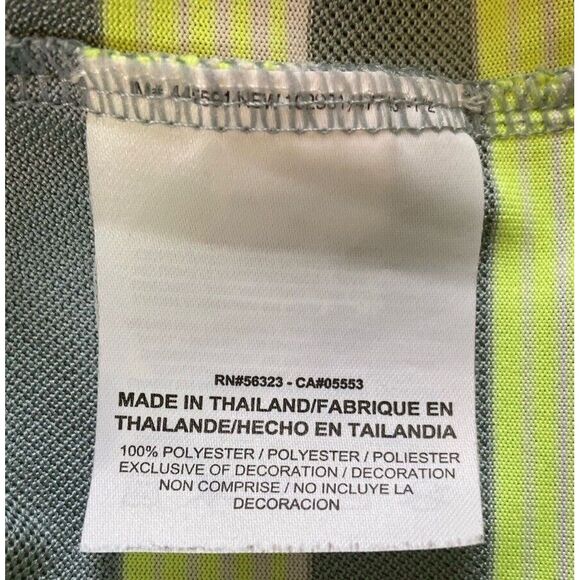 RN#56323 - CA#05553
MADE IN THAILAND/FABRIQUE EN
THAILANDE/HECHO EN TAILANDIA
100% POLYESTER / POLYESTER / POLIESTER
EXCLUSIVE OF DECORATION / DECORATION
NON COMPRISE / NO INCLUYE LA
DECORACION